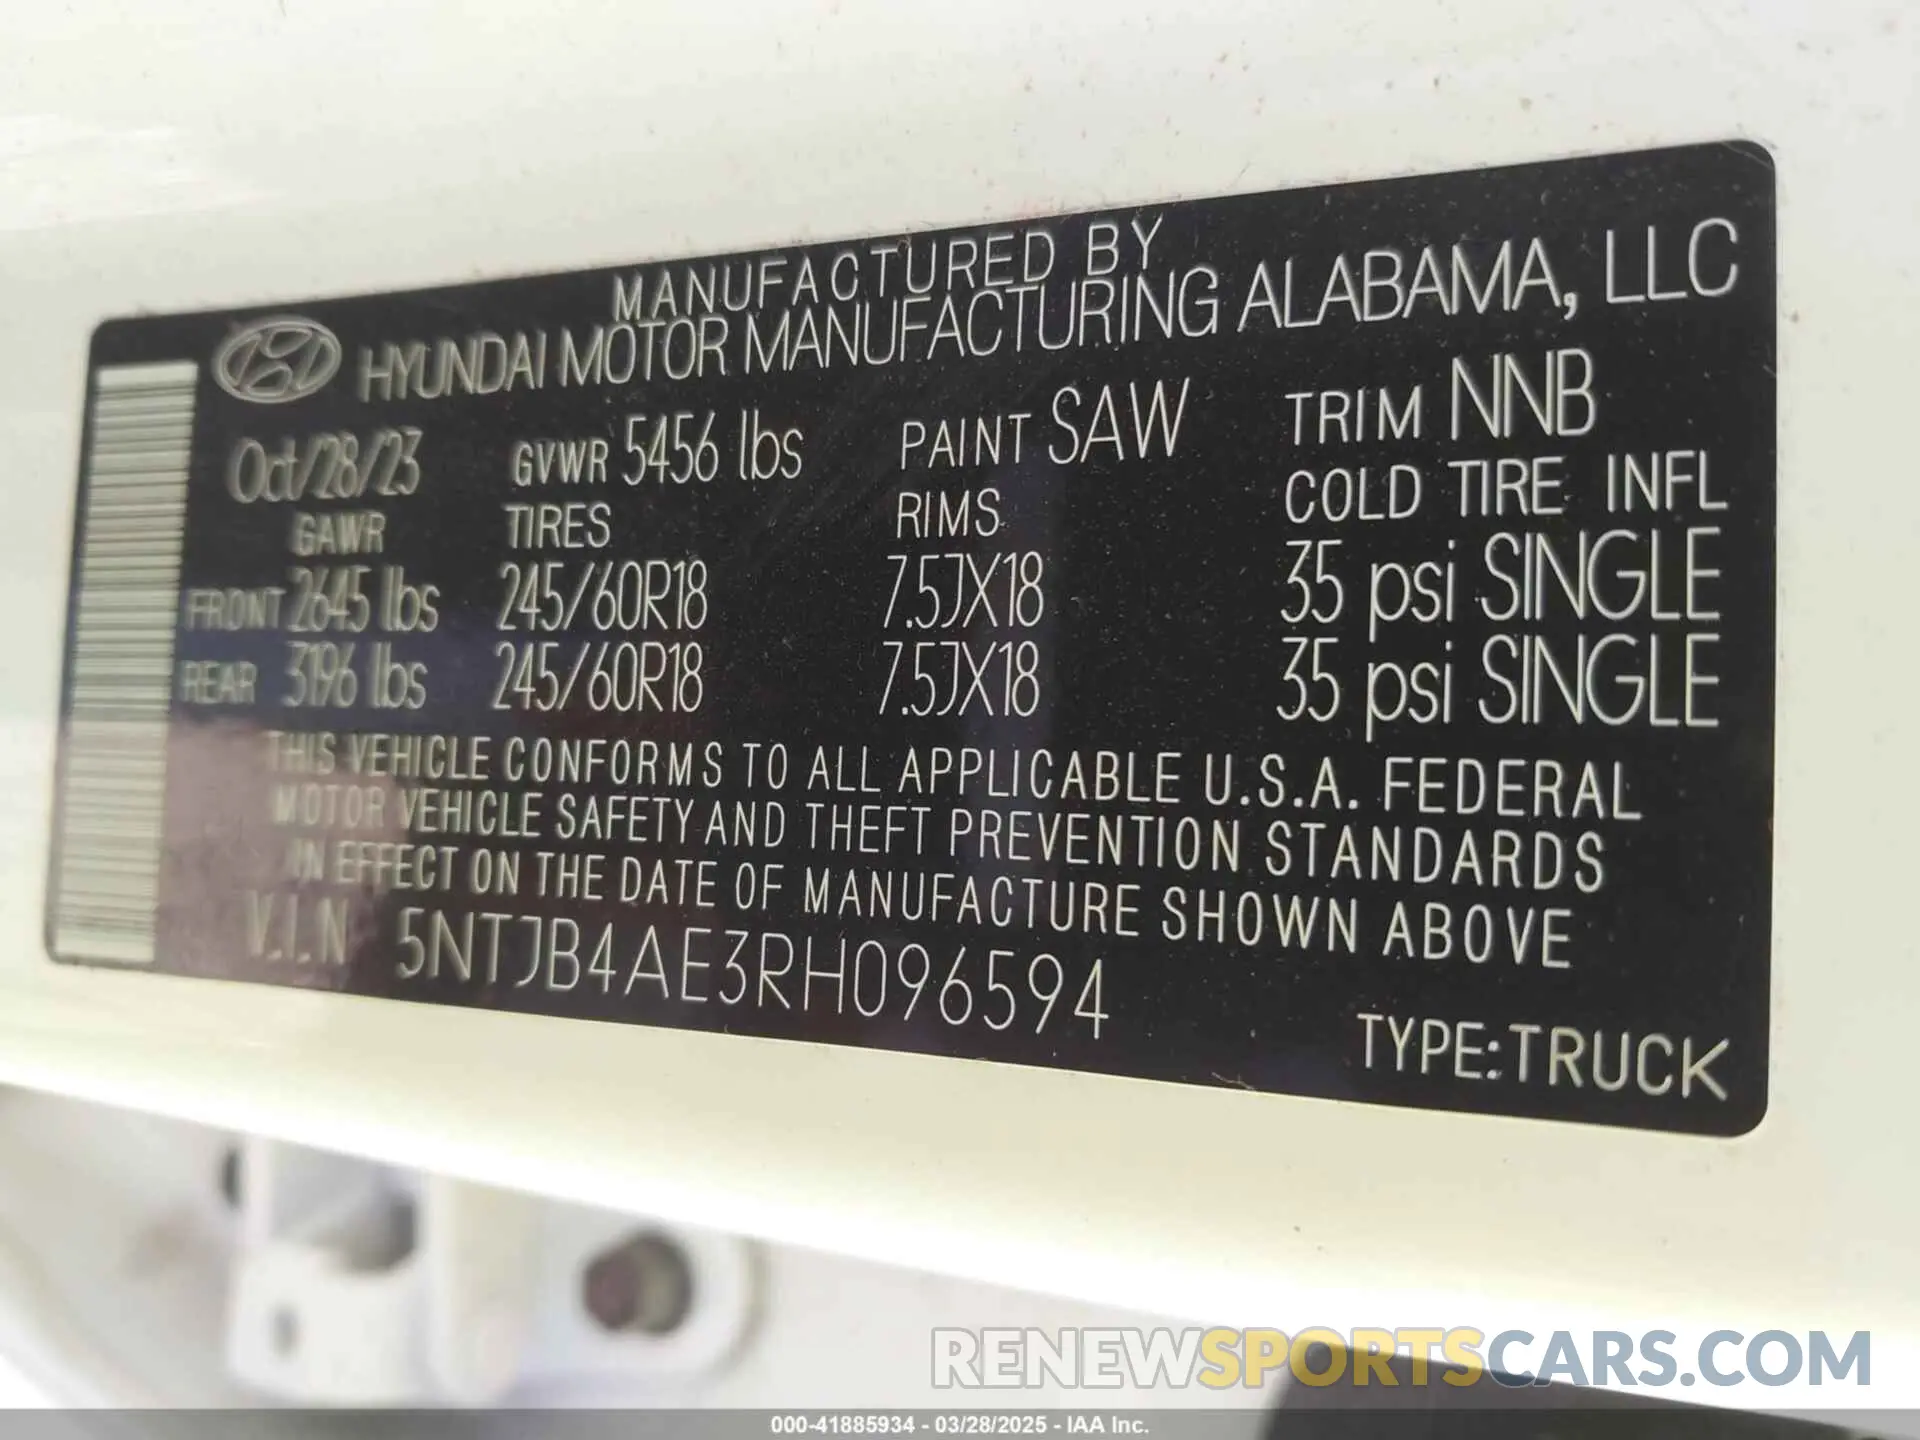 MANUFACTURED BY
HYUNDAI MOTOR MANUFACTURING ALABAMA, LLC
Oct/28/23 GVWR 5456 lbs PAINT SAW TRIM NNB
GAWR TIRES RIMS COLD TIRE INFL
FRONT 2645 lbs 245/60R18 7.5JX18 35 psi SINGLE
REAR 3196 lbs 245/60R18 7.5JX18 35 psi SINGLE
THIS VEHICLE CONFORMS TO ALL APPLICABLE U.S.A. FEDERAL
MOTOR VEHICLE SAFETY AND THEFT PREVENTION STANDARDS
IN EFFECT ON THE DATE OF MANUFACTURE SHOWN ABOVE
V.I.N 5NTJB4AE3RH096594
TYPE:TRUCK
RENEWSPORTSCARS.COM
000-41885934 - 03/28/2025 - IAA Inc.